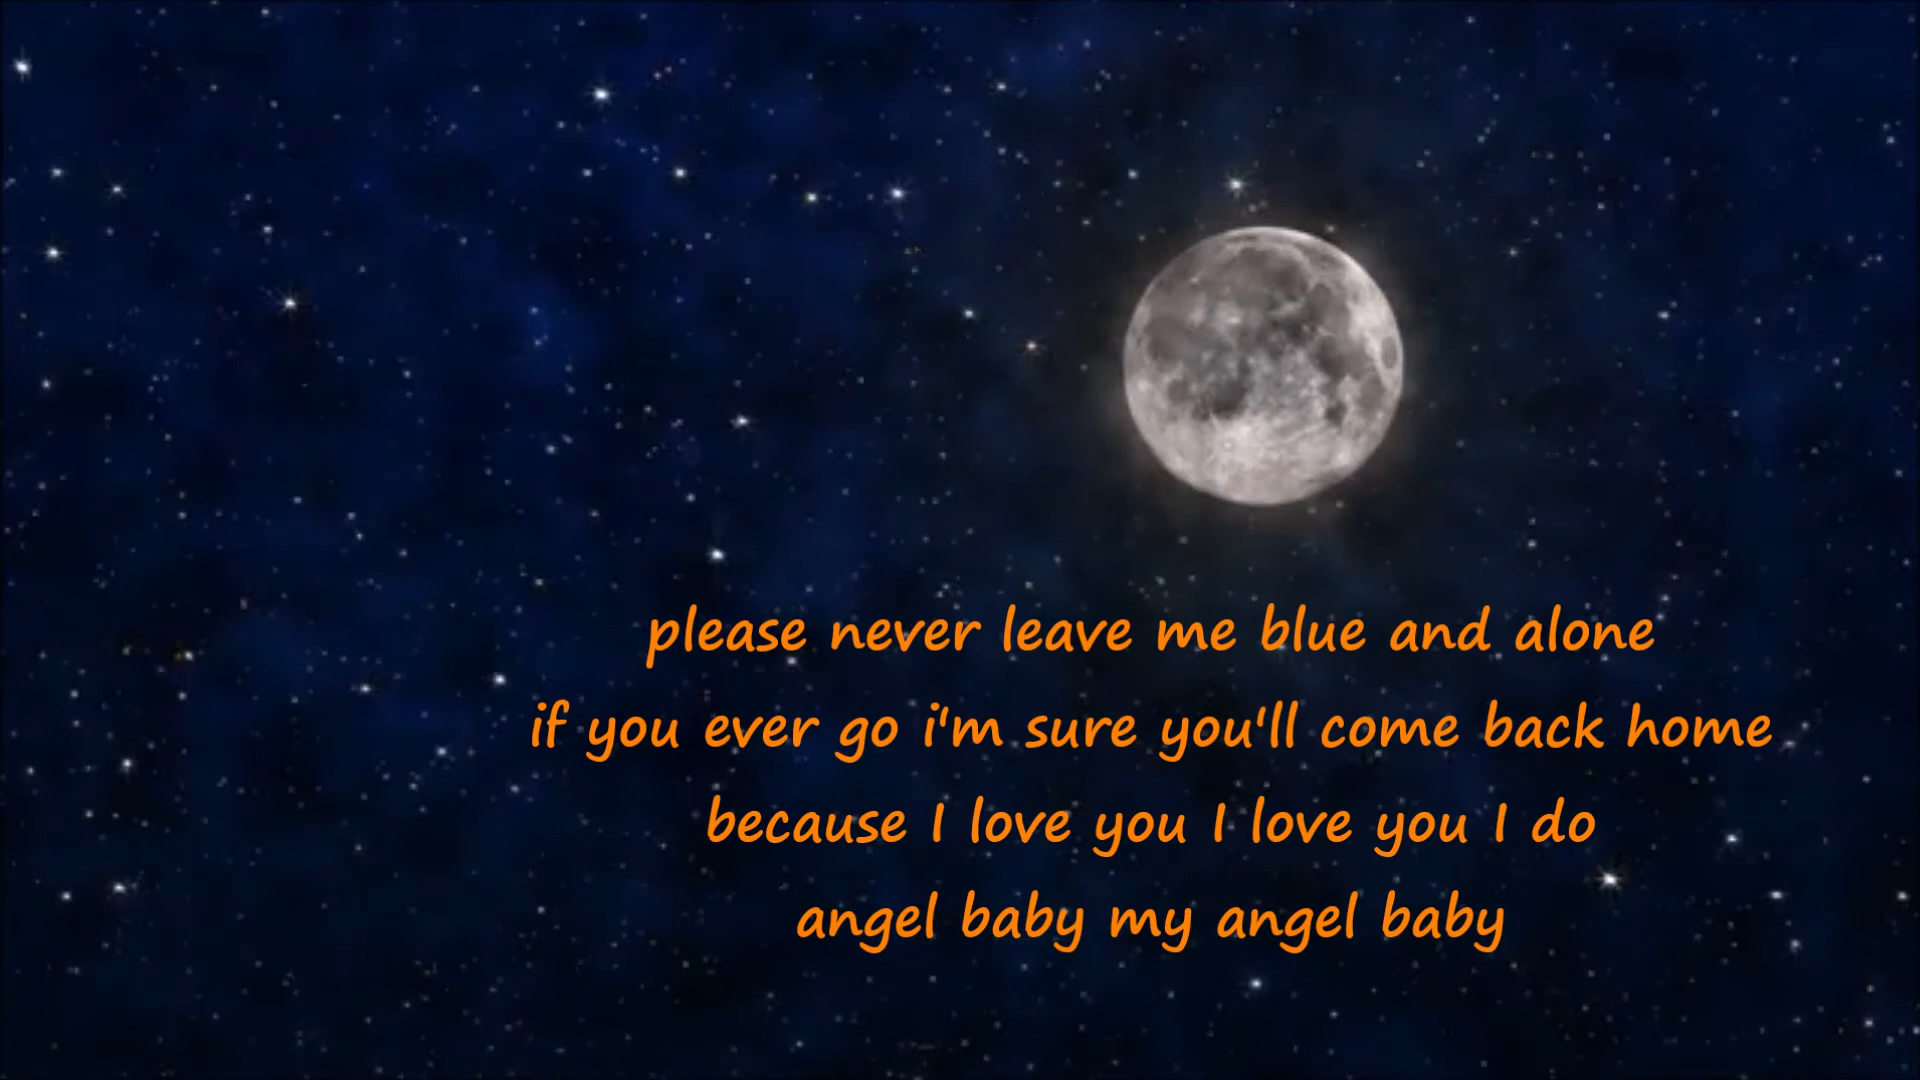 please never leave me blue and alone
if you ever go i'm sure you'll come back home
because I love you I love you I do
angel baby my angel baby